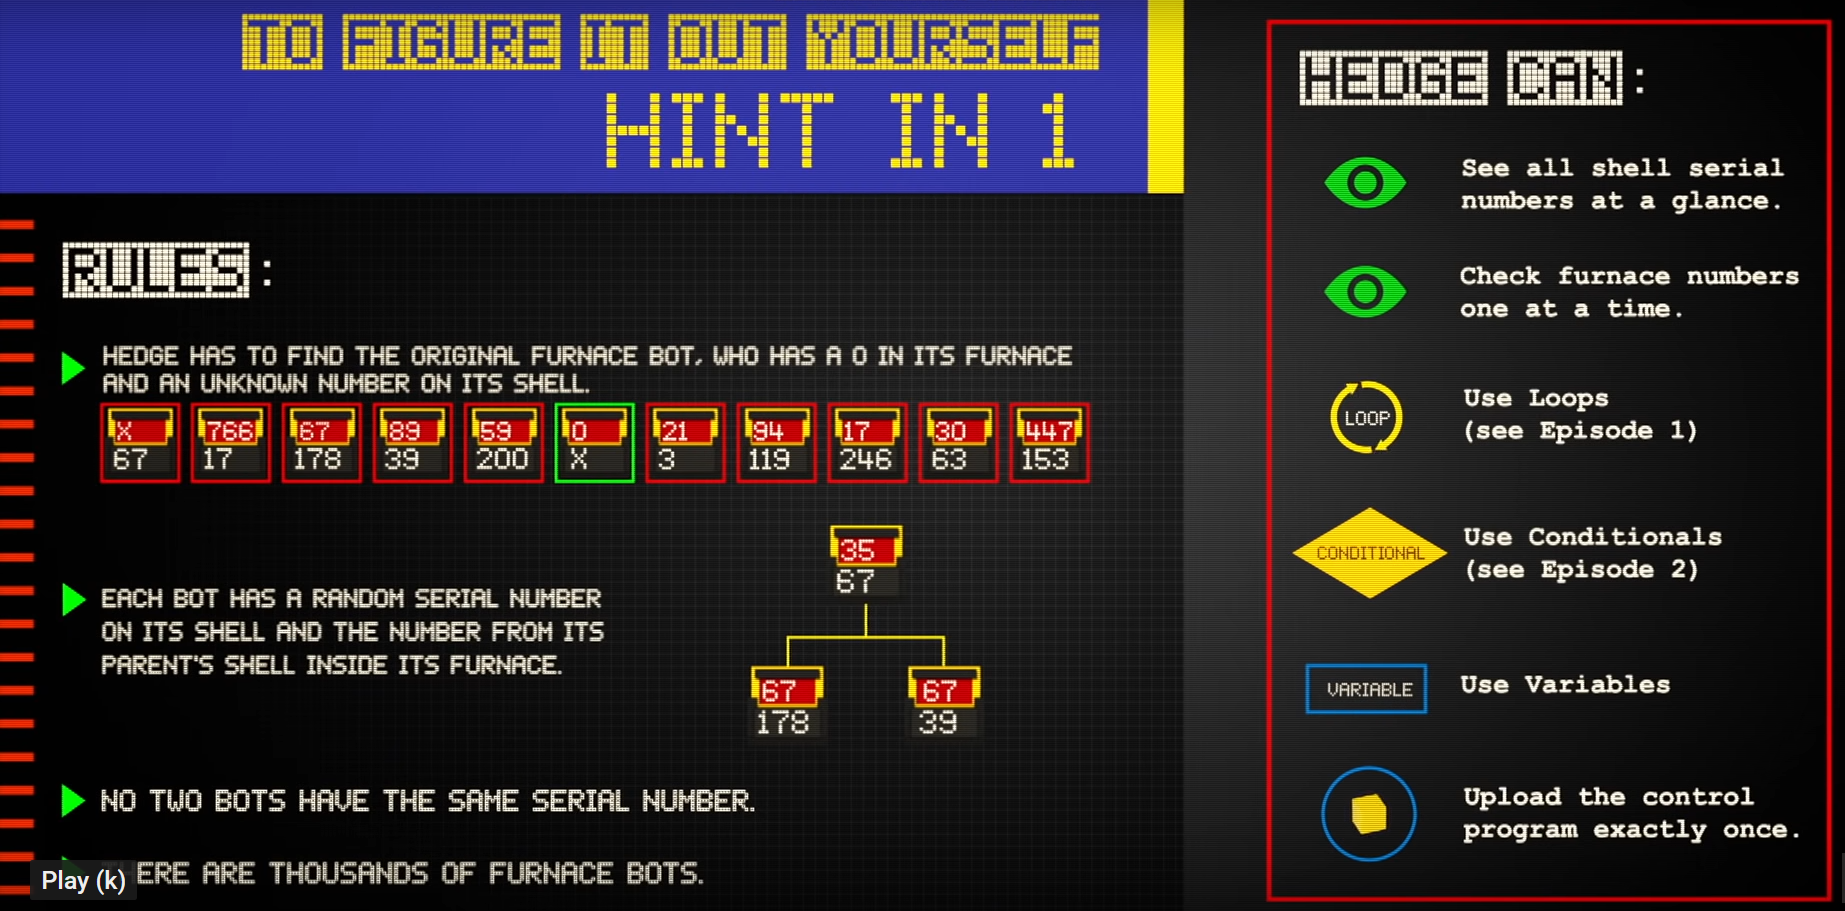 TO FIGURE IT OUT YOURSELF
HINT IN 1
RULES:
HEDGE HAS TO FIND THE ORIGINAL FURNACE BOT, WHO HAS A 0 IN ITS FURNACE
AND AN UNKNOWN NUMBER ON ITS SHELL.
X 766 67 89 59 0 21 94 17 30 447
67 17 178 39 200 X 3 119 246 63 153
35
67
EACH BOT HAS A RANDOM SERIAL NUMBER
ON ITS SHELL AND THE NUMBER FROM ITS
PARENT'S SHELL INSIDE ITS FURNACE.
67 67
178 39
NO TWO BOTS HAVE THE SAME SERIAL NUMBER.
HERE ARE THOUSANDS OF FURNACE BOTS.
Play (k)
HEDGE CAN:
See all shell serial
numbers at a glance.
Check furnace numbers
one at a time.
LOOP
Use Loops
(see Episode 1)
CONDITIONAL
Use Conditionals
(see Episode 2)
VARIABLE
Use Variables
Upload the control
program exactly once.